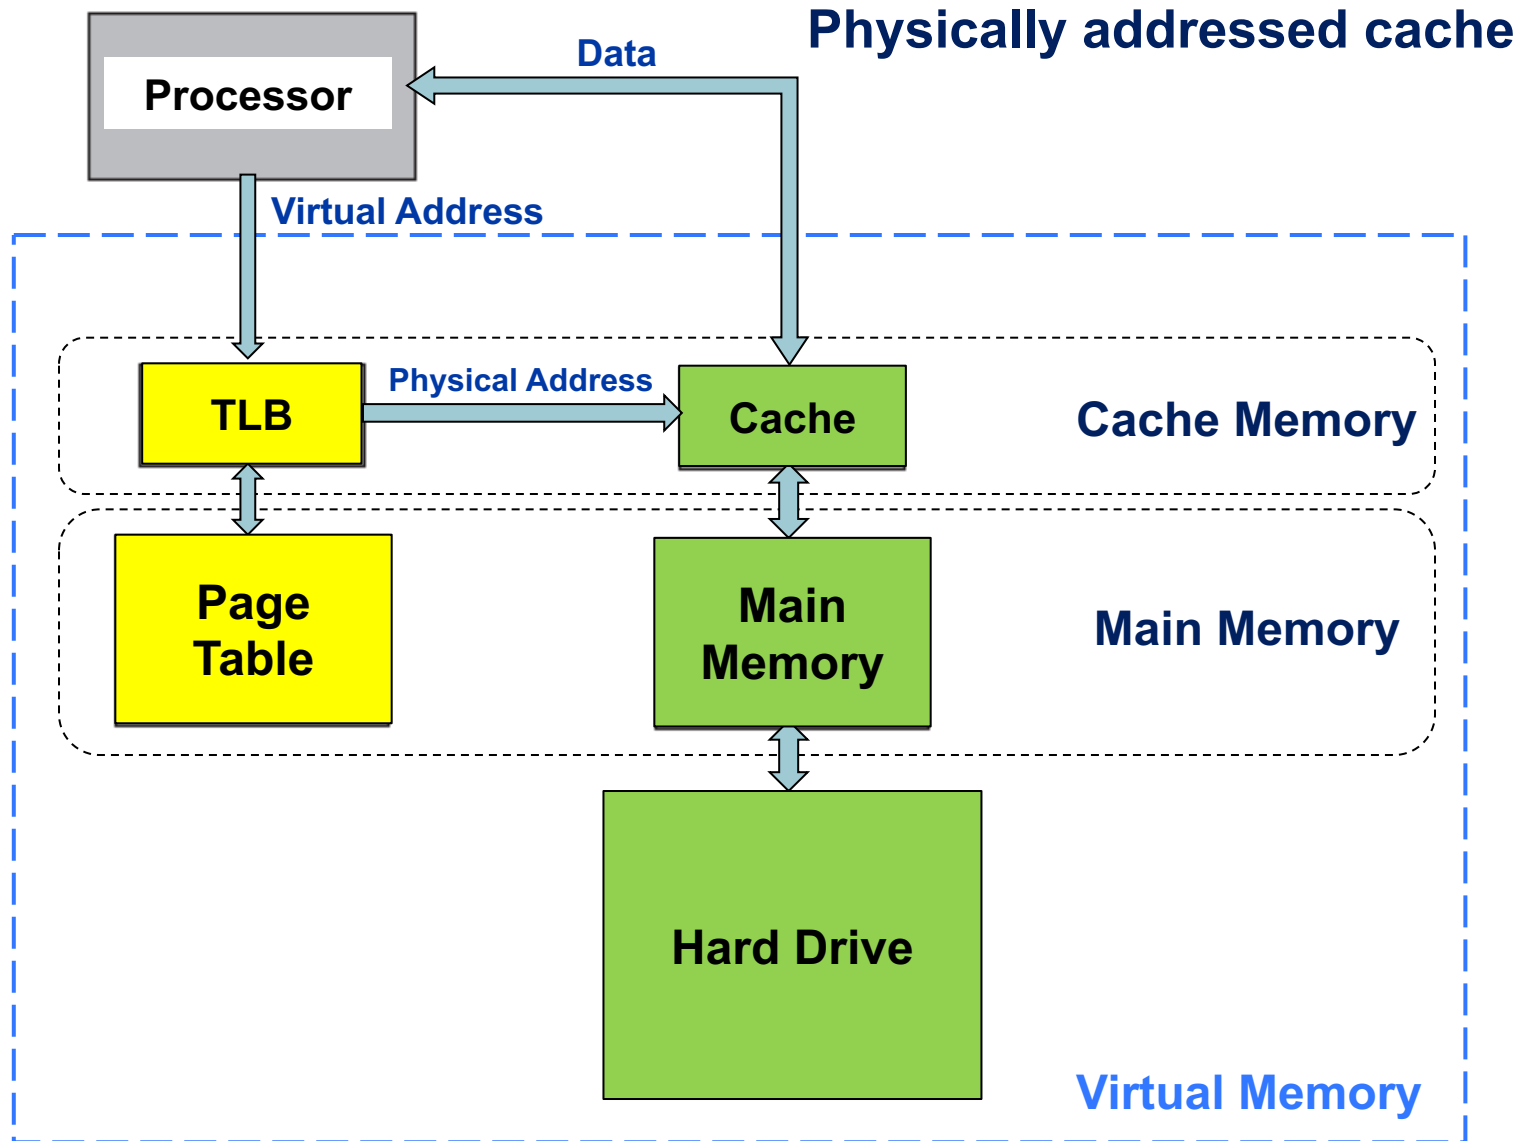 Physically addressed cache
Data
Processor
Virtual Address
Physical Address
TLB
Cache
Cache Memory
Page
Table
Main
Memory
Main Memory
Hard Drive
Virtual Memory